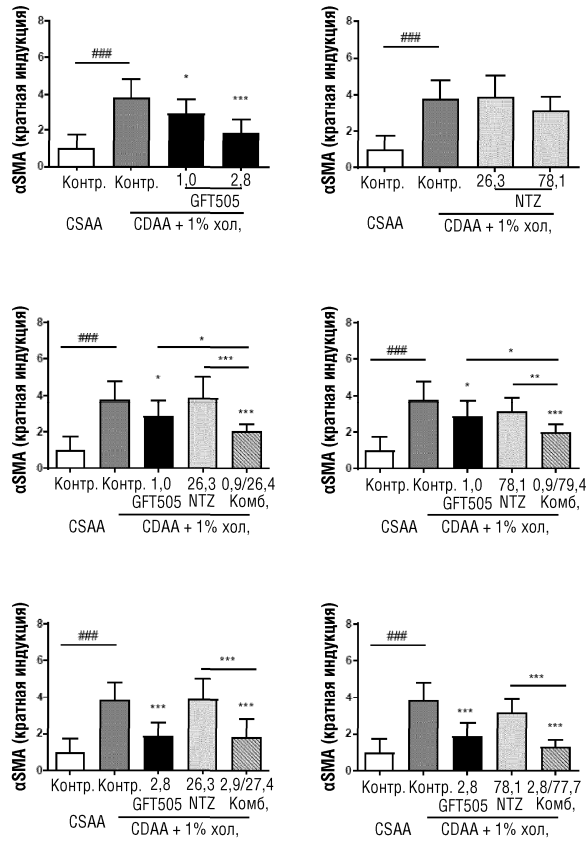 αSMA (кратная индукция)
8
6
4
2
0
###
*
***
Контр. Контр. 1,0 2,8
GFT505
CSAA CDAA + 1% хол,
αSMA (кратная индукция)
8
6
4
2
0
###
Контр. Контр. 26,3 78,1
NTZ
CSAA CDAA + 1% хол,
αSMA (кратная индукция)
8
6
4
2
0
###
*
***
*
***
Контр. Контр. 1,0 26,3 0,9/26,4
GFT505 NTZ Комб,
CSAA CDAA + 1% хол,
αSMA (кратная индукция)
8
6
4
2
0
###
*
**
*
***
Контр. Контр. 1,0 78,1 0,9/79,4
GFT505 NTZ Комб,
CSAA CDAA + 1% хол,
αSMA (кратная индукция)
8
6
4
2
0
###
***
***
***
Контр. Контр. 2,8 26,3 2,9/27,4
GFT505 NTZ Комб,
CSAA CDAA + 1% хол,
αSMA (кратная индукция)
8
6
4
2
0
###
***
***
***
Контр. Контр. 2,8 78,1 2,8/77,7
GFT505 NTZ Комб,
CSAA CDAA + 1% хол,